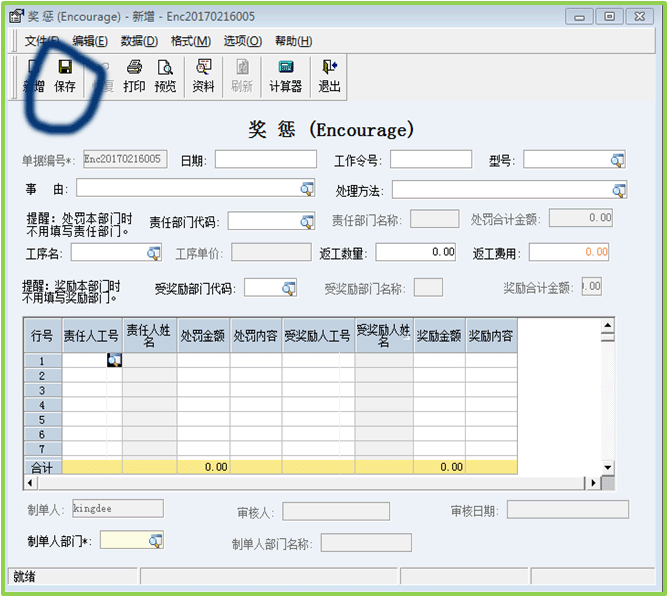 奖 惩 (Encourage) - 新增 - Enc20170216005
文件(F) 编辑(E) 数据(D) 格式(M) 选项(O) 帮助(H)
新增 保存 复 打印 预览 资料 刷新 计算器 退出
奖 惩 (Encourage)
单据编号*: Enc20170216005 日期: 工作令号: 型号:
事 由: 处理方法:
提醒: 处罚本部门时
不用填写责任部门。
责任部门代码: 责任部门名称: 处罚合计金额: 0.00
工序名: 工序单价: 返工数量: 0.00 返工费用: 0.00
提醒: 奖励本部门时
不用填写奖励部门。
受奖励部门代码: 受奖励部门名称: 奖励合计金额: 0.00
行号 责任人工号 责任人姓名 处罚金额 处罚内容 受奖励人工号 受奖励人姓名 奖励金额 奖励内容
1
2
3
4
5
6
7
合计 0.00 0.00
制单人: kingdee 审核人: 审核日期:
制单人部门*: 制单人部门名称:
就绪